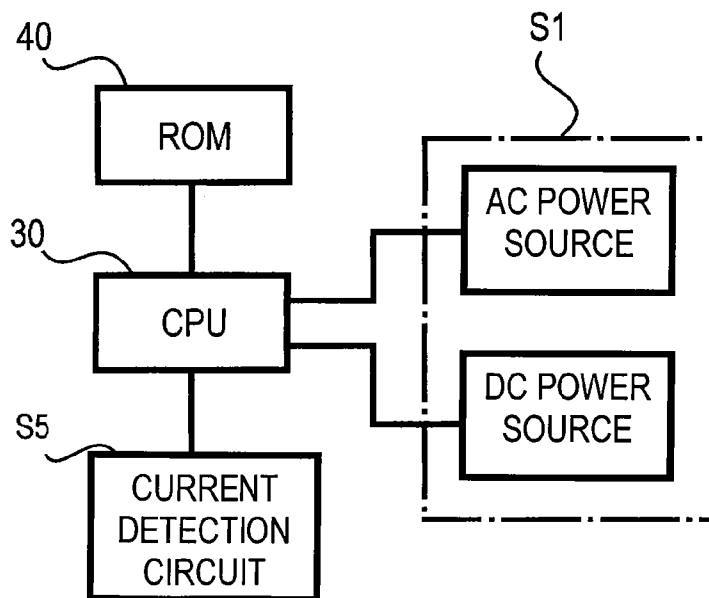 40
S1
ROM
AC POWER
SOURCE
30
CPU
DC POWER
SOURCE
S5
CURRENT
DETECTION
CIRCUIT